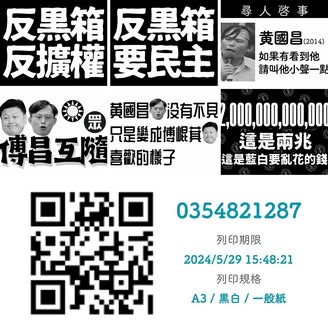 反黑箱
反擴權
反黑箱
要民主
尋人啓事
黃國昌(2014)
如果有看到他
請叫他小聲一點
眾
傅昌互隨
黃國昌 沒有不見
只是變成傅崐萁
喜歡的樣子
2,000,000,000,000
這是兩兆
這是藍白要亂花的錢
0354821287
列印期限
2024/5/29 15:48:21
列印規格
A3 / 黑白 / 一般紙